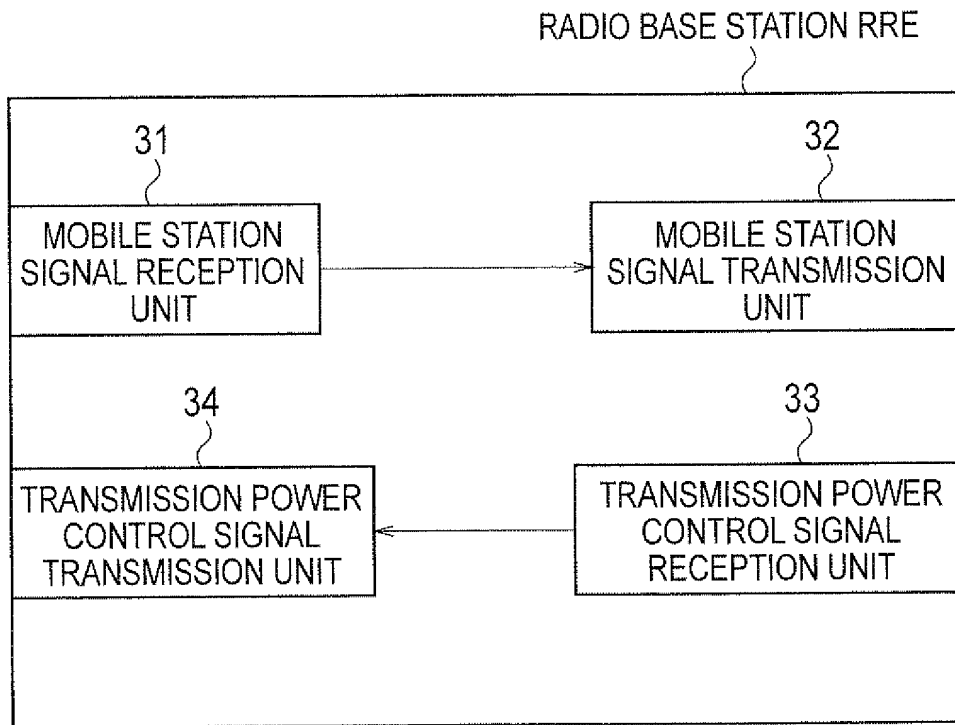 RADIO BASE STATION RRE
31
MOBILE STATION
SIGNAL RECEPTION
UNIT
32
MOBILE STATION
SIGNAL TRANSMISSION
UNIT
34
TRANSMISSION POWER
CONTROL SIGNAL
TRANSMISSION UNIT
33
TRANSMISSION POWER
CONTROL SIGNAL
RECEPTION UNIT